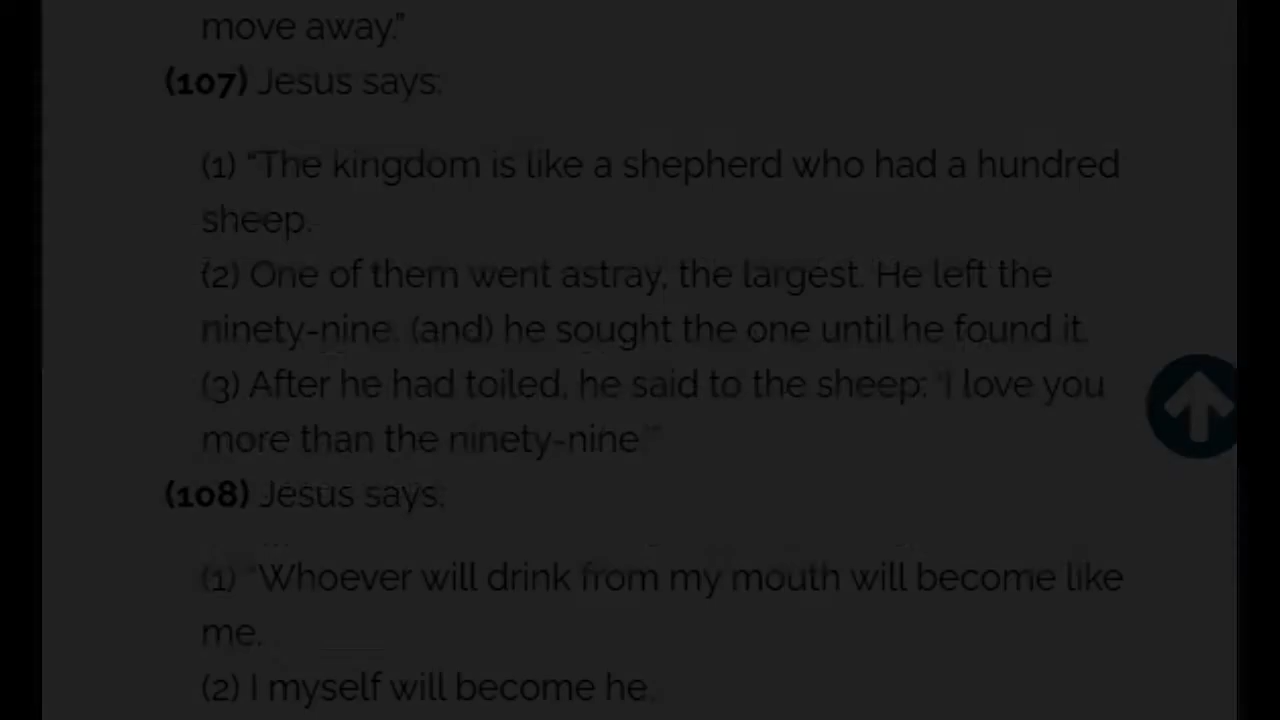 move away.”
(107) Jesus says:
(1) “The kingdom is like a shepherd who had a hundred
sheep.
(2) One of them went astray, the largest. He left the
ninety-nine, (and) he sought the one until he found it.
(3) After he had toiled, he said to the sheep: ‘I love you
more than the ninety-nine.’”
(108) Jesus says:
(1) “Whoever will drink from my mouth will become like
me.
(2) I myself will become he